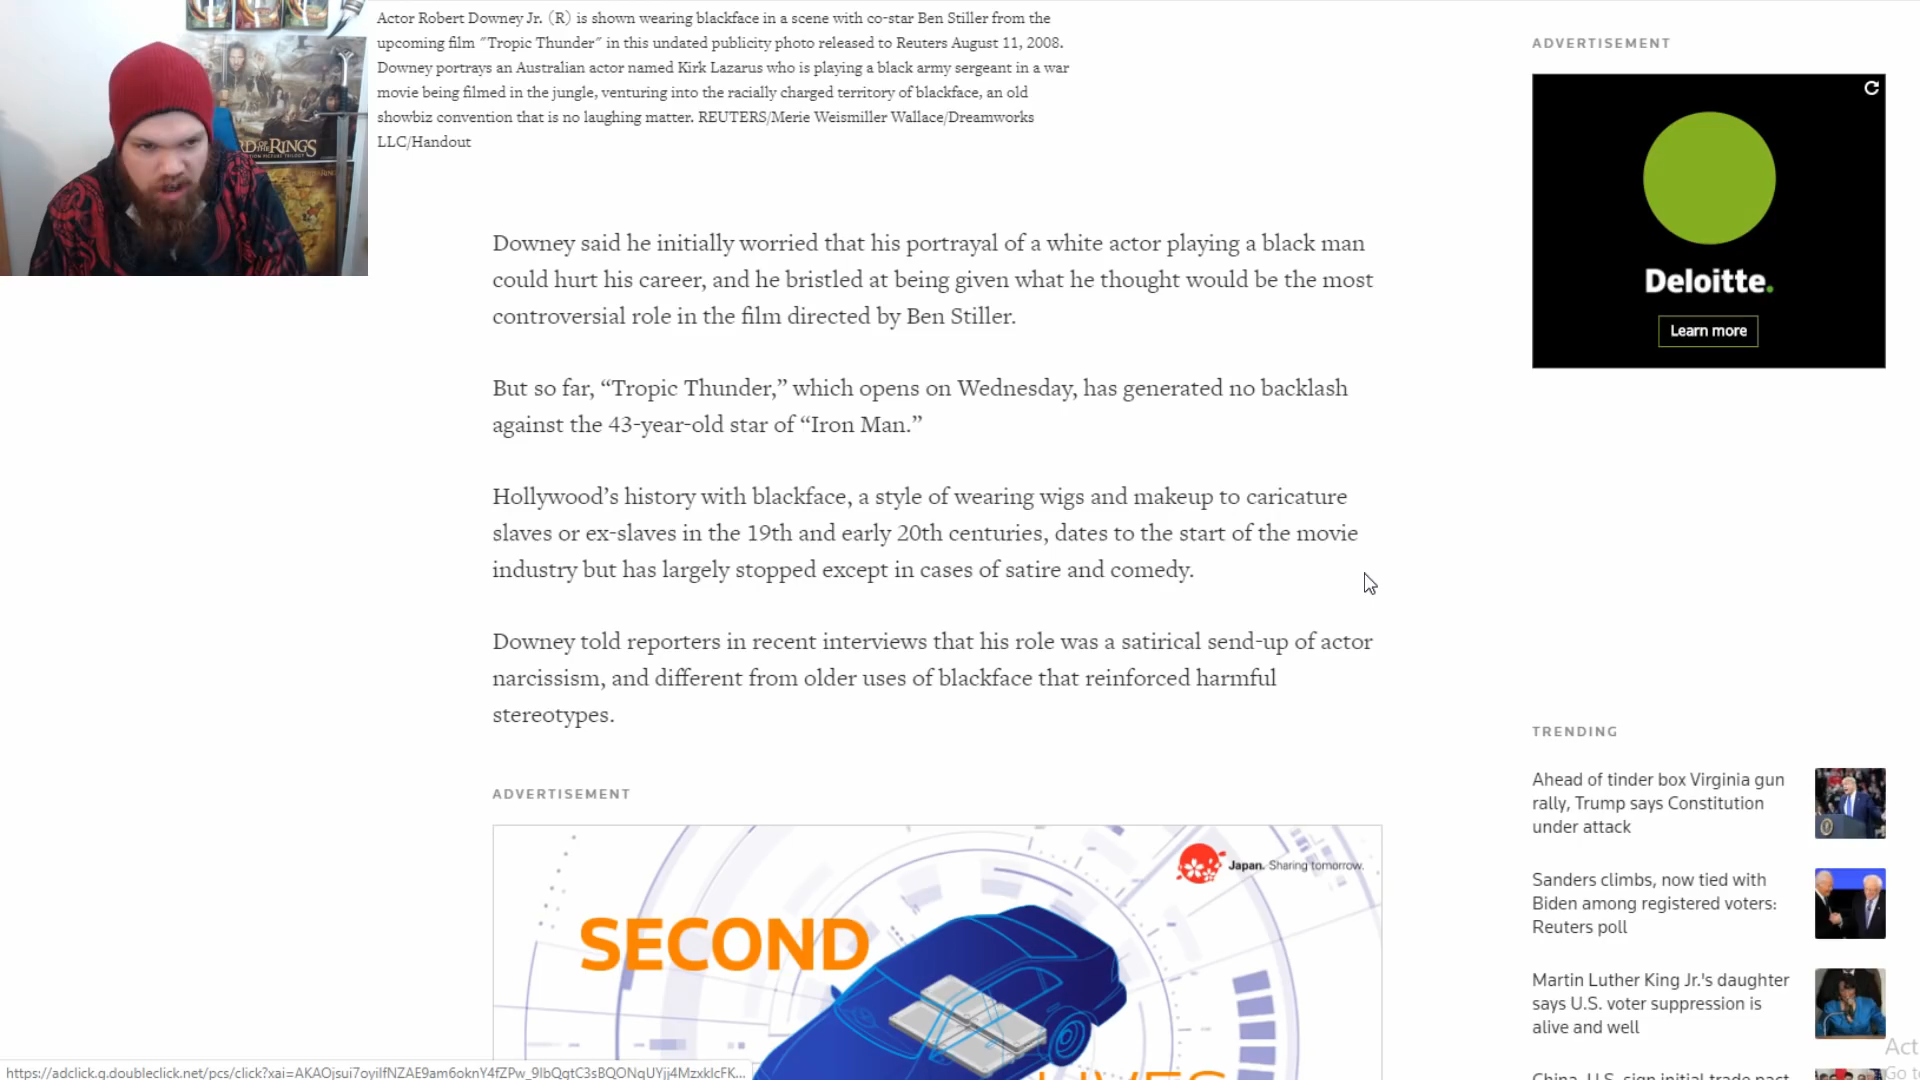 Actor Robert Downey Jr. (R) is shown wearing blackface in a scene with co-star Ben Stiller from the
upcoming film "Tropic Thunder" in this undated publicity photo released to Reuters August 11, 2008.
Downey portrays an Australian actor named Kirk Lazarus who is playing a black army sergeant in a war
movie being filmed in the jungle, venturing into the racially charged territory of blackface, an old
showbiz convention that is no laughing matter. REUTERS/Merie Weismiller Wallace/Dreamworks
LLC/Handout
RD OF THE RINGS
Downey said he initially worried that his portrayal of a white actor playing a black man
could hurt his career, and he bristled at being given what he thought would be the most
controversial role in the film directed by Ben Stiller.
But so far, “Tropic Thunder,” which opens on Wednesday, has generated no backlash
against the 43-year-old star of “Iron Man.”
Hollywood’s history with blackface, a style of wearing wigs and makeup to caricature
slaves or ex-slaves in the 19th and early 20th centuries, dates to the start of the movie
industry but has largely stopped except in cases of satire and comedy.
Downey told reporters in recent interviews that his role was a satirical send-up of actor
narcissism, and different from older uses of blackface that reinforced harmful
stereotypes.
ADVERTISEMENT
Japan. Sharing tomorrow.
SECOND
LIVES
ADVERTISEMENT
Deloitte.
Learn more
TRENDING
Ahead of tinder box Virginia gun
rally, Trump says Constitution
under attack
Sanders climbs, now tied with
Biden among registered voters:
Reuters poll
Martin Luther King Jr.'s daughter
says U.S. voter suppression is
alive and well
China, U.S. sign initial trade pact
Act
Go t